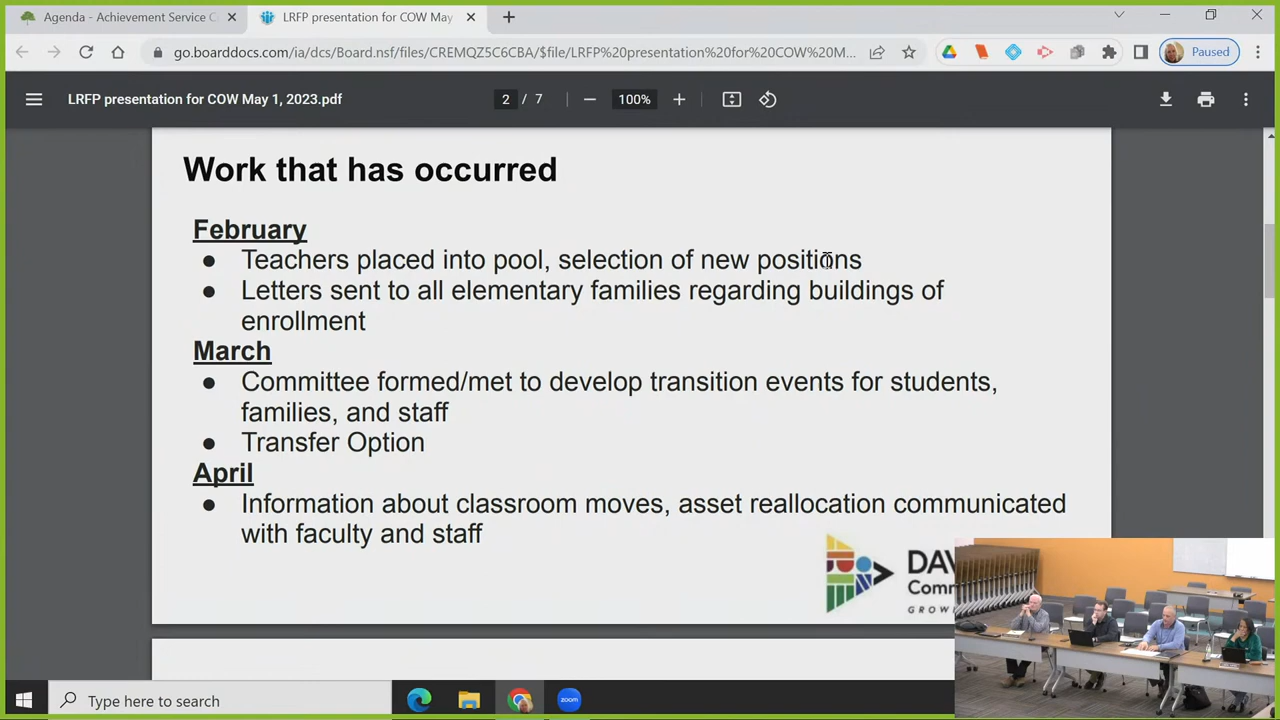 Agenda - Achievement Service C
LRFP presentation for COW May
go.boarddocs.com/ia/dcs/Board.nsf/files/CREMQZ5C6CBA/$file/LRFP%20presentation%20for%20COW%20M...
Paused
LRFP presentation for COW May 1, 2023.pdf
2 / 7
100%
Work that has occurred
February
● Teachers placed into pool, selection of new positions
● Letters sent to all elementary families regarding buildings of
enrollment
March
● Committee formed/met to develop transition events for students,
families, and staff
● Transfer Option
April
● Information about classroom moves, asset reallocation communicated
with faculty and staff
DAV
Comm
GROW
Type here to search
zoom